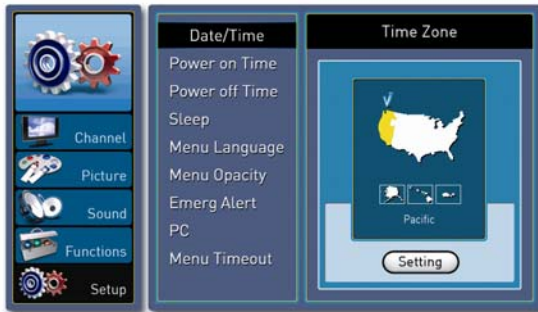 Channel
Picture
Sound
Functions
Setup
Date/Time
Power on Time
Power off Time
Sleep
Menu Language
Menu Opacity
Emerg Alert
PC
Menu Timeout
Time Zone
Pacific
Setting